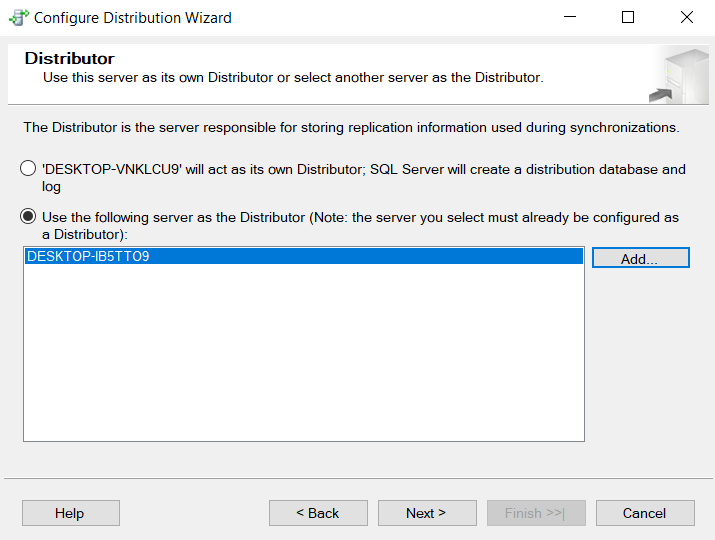 Configure Distribution Wizard
Distributor
Use this server as its own Distributor or select another server as the Distributor.
The Distributor is the server responsible for storing replication information used during synchronizations.
'DESKTOP-VNKLCU9' will act as its own Distributor; SQL Server will create a distribution database and
log
Use the following server as the Distributor (Note: the server you select must already be configured as
a Distributor):
DESKTOP-IB5TTO9
Add...
Help
< Back
Next >
Finish >>|
Cancel